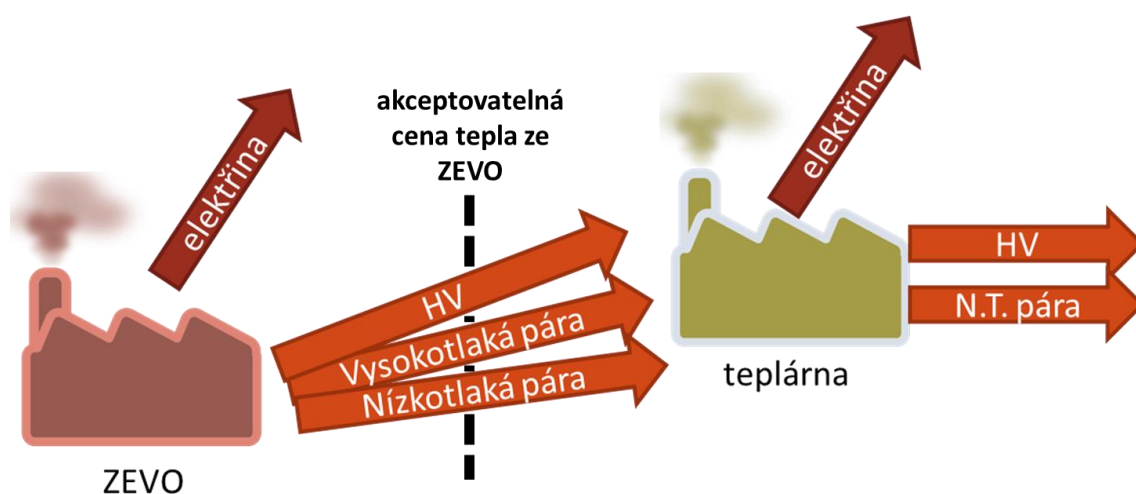 elektřina
akceptovatelná
cena tepla ze
ZEVO
elektřina
HV
Vysokotlaká pára
Nízkotlaká pára
HV
N.T. pára
teplárna
ZEVO